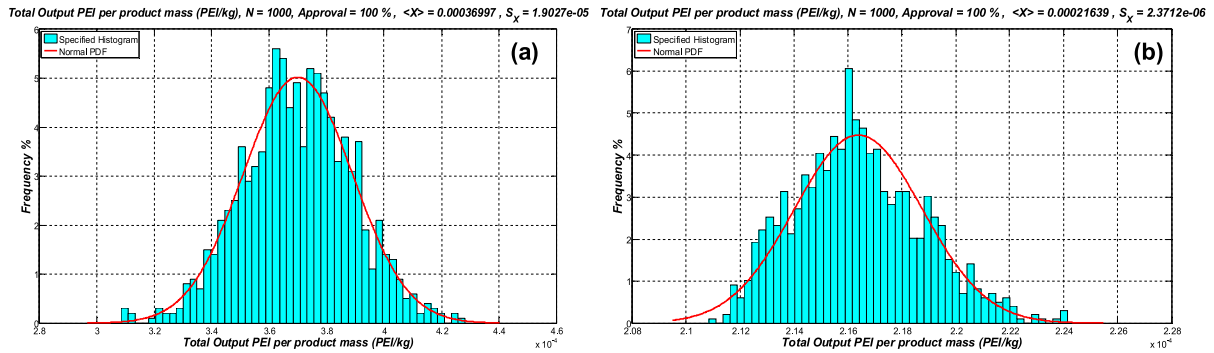 Total Output PEI per product mass (PEI/kg), N = 1000, Approval = 100 % , <X> = 0.00036997 , S_X = 1.9027e-05
6
5
4
3
2
1
0
Frequency %
Specified Histogram
Normal PDF
(a)
2.8 3 3.2 3.4 3.6 3.8 4 4.2 4.4 4.6
x 10⁻⁴
Total Output PEI per product mass (PEI/kg)
Total Output PEI per product mass (PEI/kg), N = 1000, Approval = 100 % , <X> = 0.00021639 , S_X = 2.3712e-06
7
6
5
4
3
2
1
0
Frequency %
Specified Histogram
Normal PDF
(b)
2.08 2.1 2.12 2.14 2.16 2.18 2.2 2.22 2.24 2.26 2.28
x 10⁻⁴
Total Output PEI per product mass (PEI/kg)